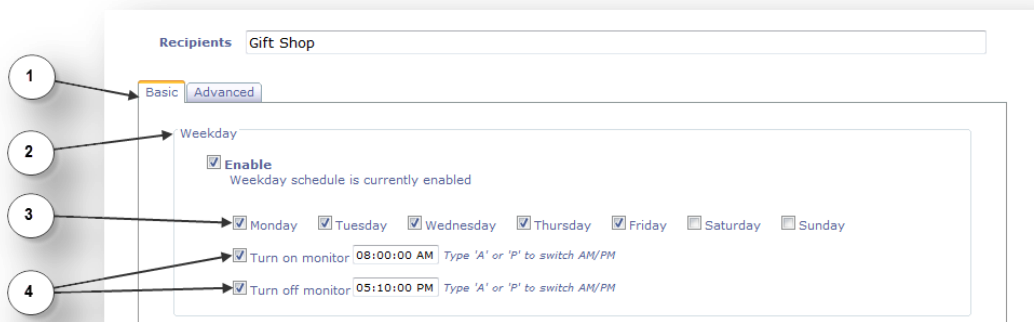 Recipients Gift Shop
1
Basic Advanced
Weekday
2
Enable
Weekday schedule is currently enabled
3
Monday Tuesday Wednesday Thursday Friday Saturday Sunday
Turn on monitor 08:00:00 AM Type 'A' or 'P' to switch AM/PM
4
Turn off monitor 05:10:00 PM Type 'A' or 'P' to switch AM/PM